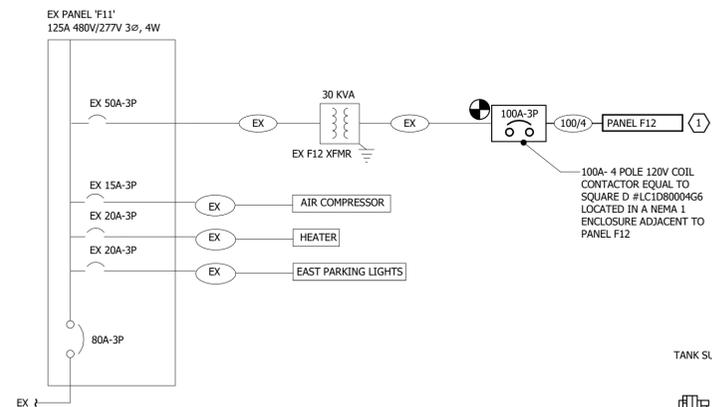 EX PANEL 'F11'
125A 480V/277V 3∅, 4W
EX 50A-3P
EX
30 KVA
EX F12 XFMR
EX
100A-3P
100/4
PANEL F12
1
100A- 4 POLE 120V COIL
CONTACTOR EQUAL TO
SQUARE D #LC1D80004G6
LOCATED IN A NEMA 1
ENCLOSURE ADJACENT TO
PANEL F12
EX 15A-3P
EX
AIR COMPRESSOR
EX 20A-3P
EX
HEATER
EX 20A-3P
EX
EAST PARKING LIGHTS
80A-3P
TANK SU
EX